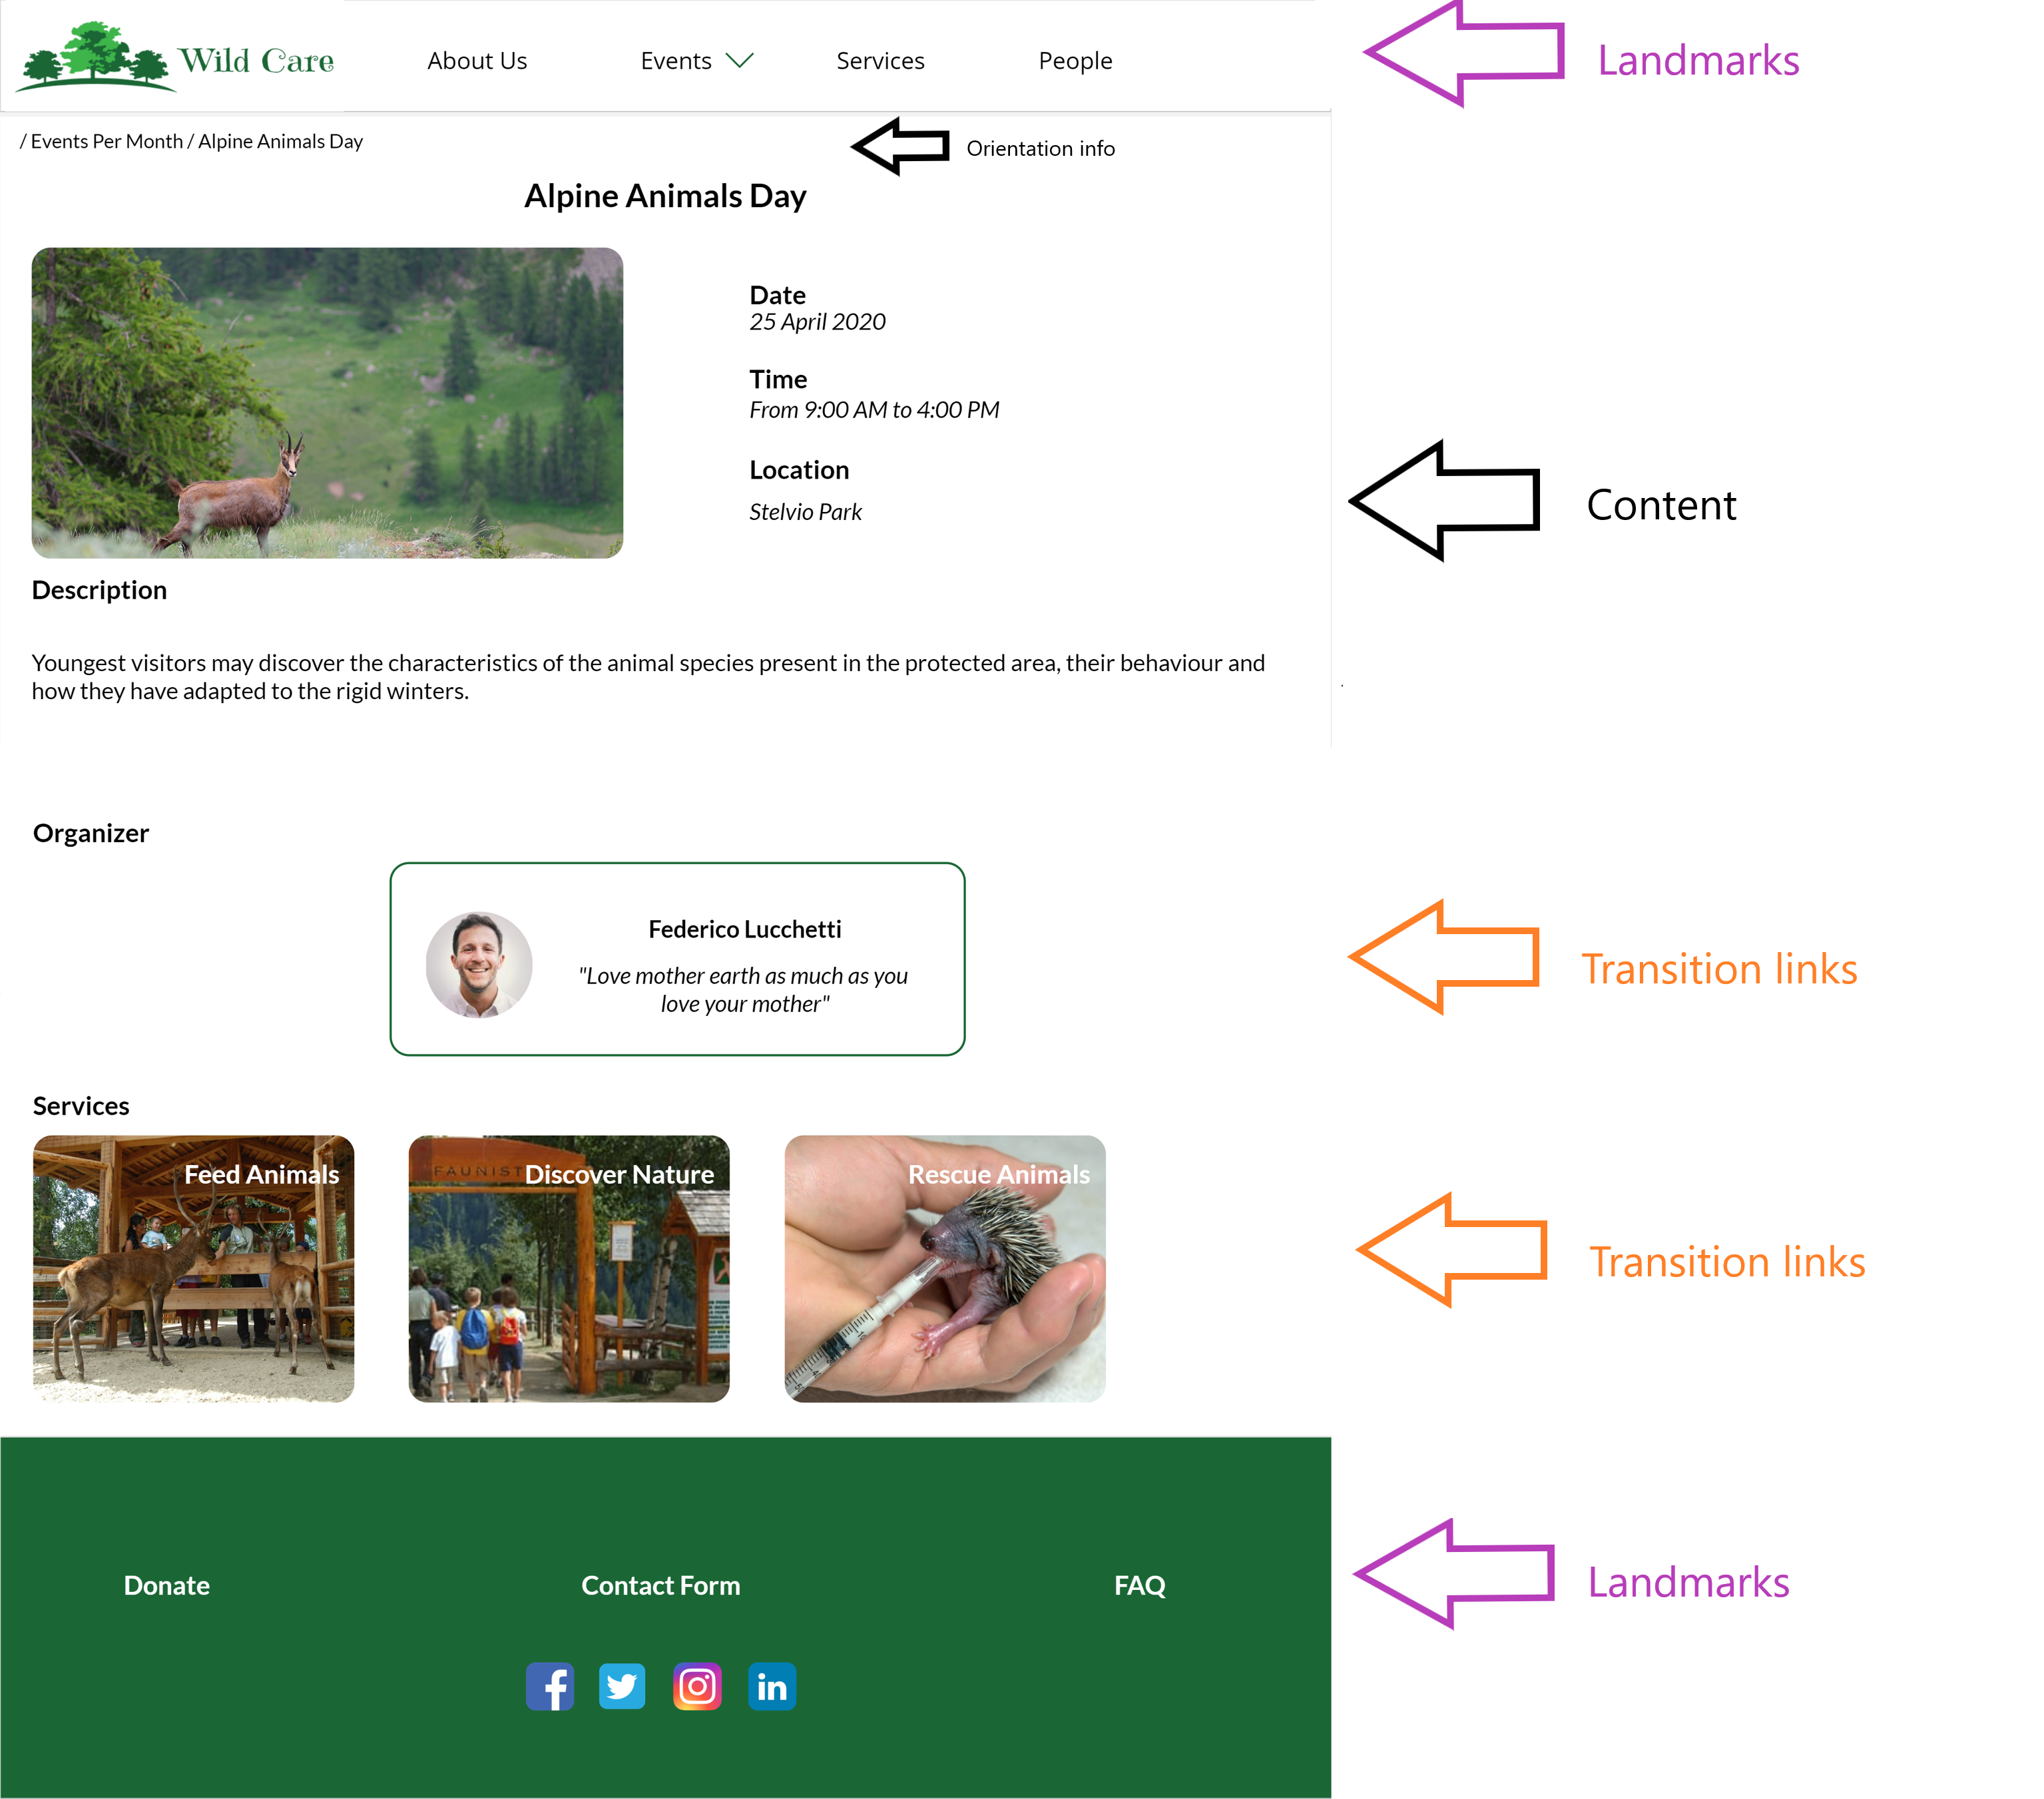 Wild Care
About Us
Events
Services
People
Landmarks
/ Events Per Month / Alpine Animals Day
Orientation info
Alpine Animals Day
Date
25 April 2020
Time
From 9:00 AM to 4:00 PM
Location
Stelvio Park
Content
Description
Youngest visitors may discover the characteristics of the animal species present in the protected area, their behaviour and
how they have adapted to the rigid winters.
Organizer
Federico Lucchetti
"Love mother earth as much as you
love your mother"
Transition links
Services
Feed Animals
FAUNIST
Discover Nature
Rescue Animals
Transition links
Donate
Contact Form
FAQ
Landmarks
f
in